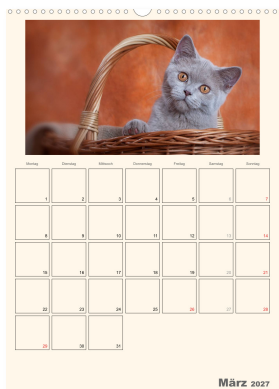 Montag Dienstag Mittwoch Donnerstag Freitag Samstag Sonntag
1 2 3 4 5 6 7
8 9 10 11 12 13 14
15 16 17 18 19 20 21
22 23 24 25 26 27 28
29 30 31
März 2027